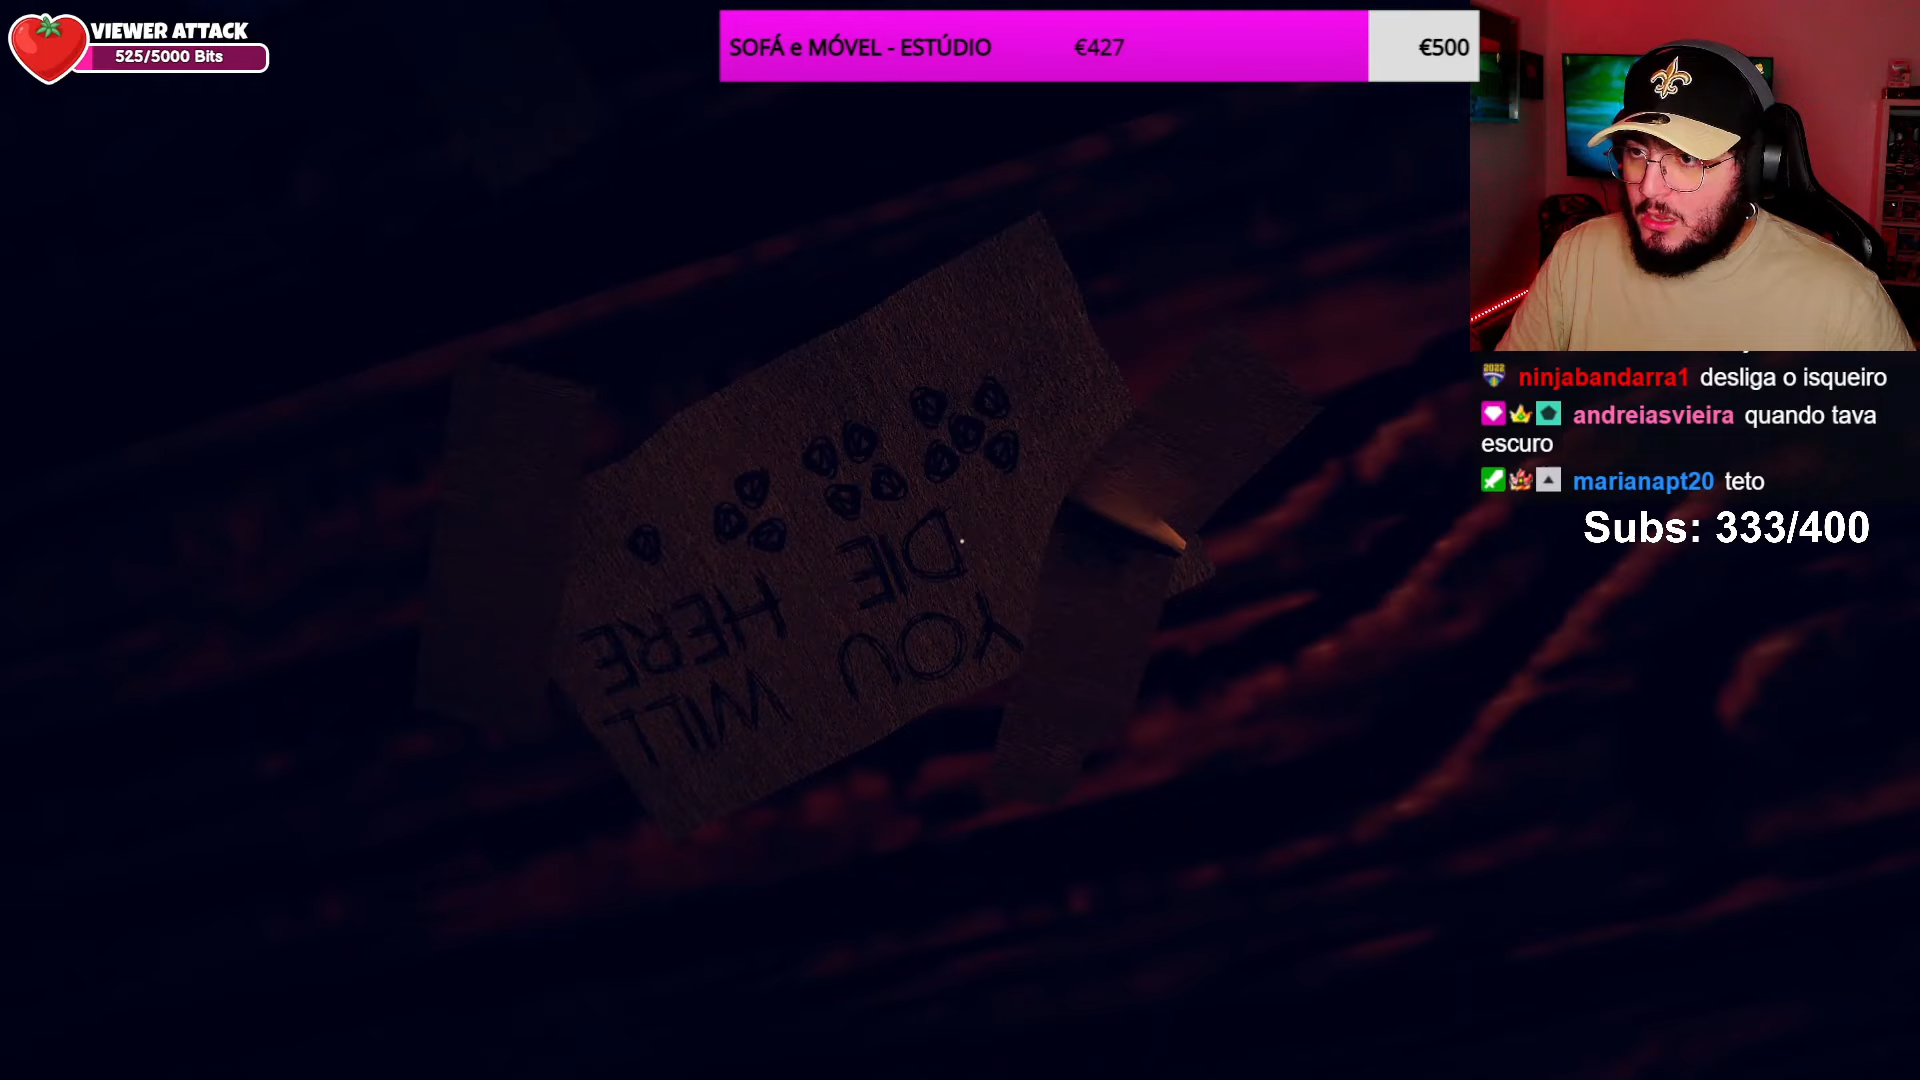 VIEWER ATTACK
525/5000 Bits
SOFÁ e MÓVEL - ESTÚDIO €427 €500
YOU WILL
DIE HERE
ninjabandarra1 desliga o isqueiro
andreiasvieira quando tava
escuro
marianapt20 teto
Subs: 333/400